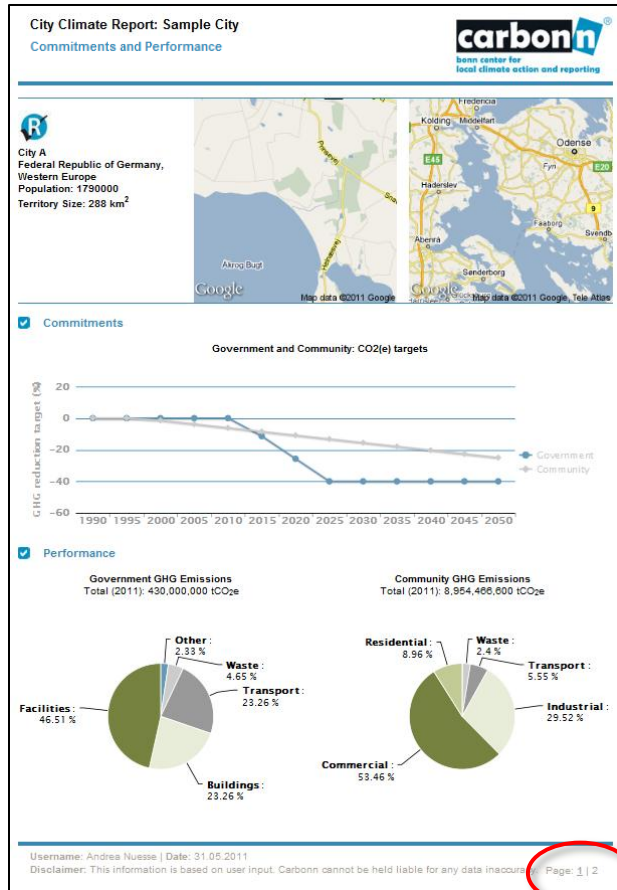 City Climate Report: Sample City
Commitments and Performance
carbonn®
bonn center for
local climate action and reporting
R
City A
Federal Republic of Germany,
Western Europe
Population: 1790000
Territory Size: 288 km²
Akrog Bugt
Google
Map data ©2011 Google
Fredericia
Kolding
Middelfart
Odense
E45
Fyn
E20
Haderslev
9
Faaborg
Svendb
Abenra
Sønderborg
Google
Map data ©2011 Google, Tele Atlas
Commitments
Government and Community: CO2(e) targets
GHG reduction target (%)
20
0
-20
-40
-60
Government
Community
1990 1995 2000 2005 2010 2015 2020 2025 2030 2035 2040 2045 2050
Performance
Government GHG Emissions
Total (2011): 430,000,000 tCO₂e
Other:
2.33 %
Waste:
4.65 %
Transport:
23.26 %
Facilities:
46.51 %
Buildings:
23.26 %
Community GHG Emissions
Total (2011): 8,954,466,600 tCO₂e
Residential:
8.96 %
Waste:
2.4 %
Transport:
5.55 %
Industrial:
29.52 %
Commercial:
53.46 %
Username: Andrea Nuesse | Date: 31.05.2011
Disclaimer: This information is based on user input. Carbonn cannot be held liable for any data inaccuracy. Page: 1 | 2